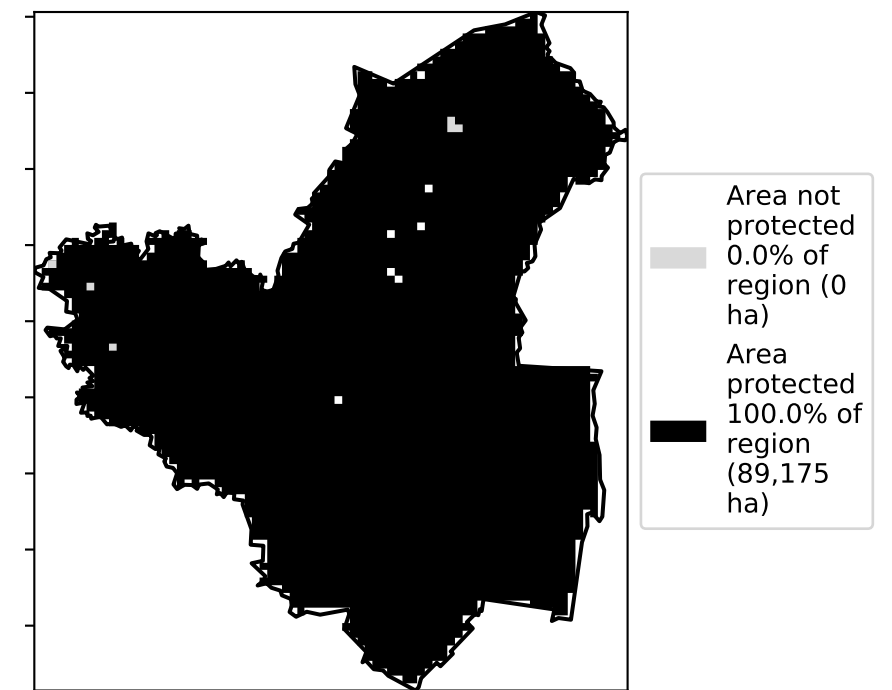 Area not
protected
0.0% of
region (0
ha)
Area
protected
100.0% of
region
(89,175
ha)